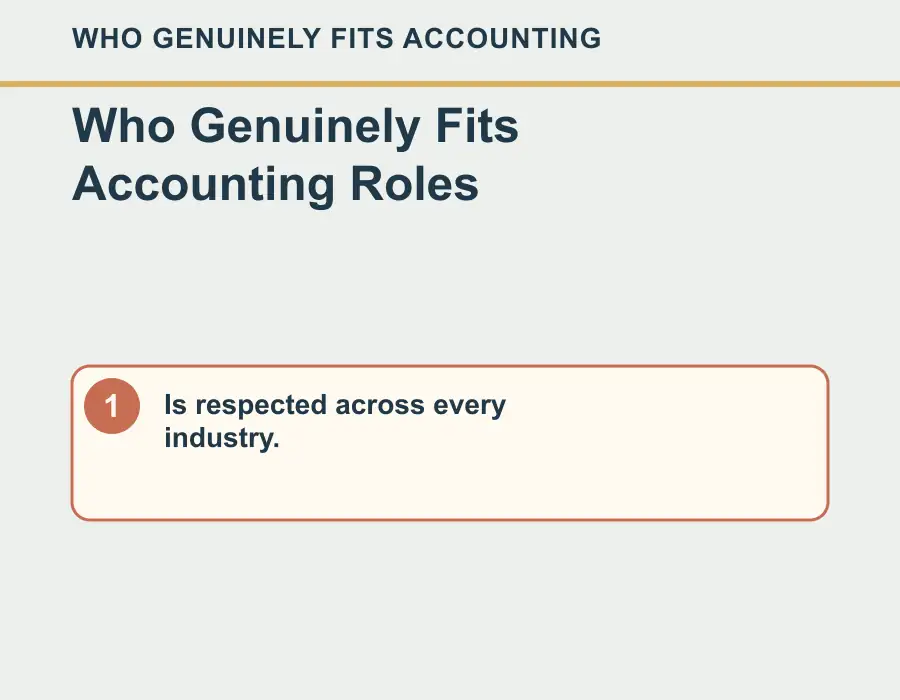 WHO GENUINELY FITS ACCOUNTING
Who Genuinely Fits
Accounting Roles
1
Is respected across every
industry.